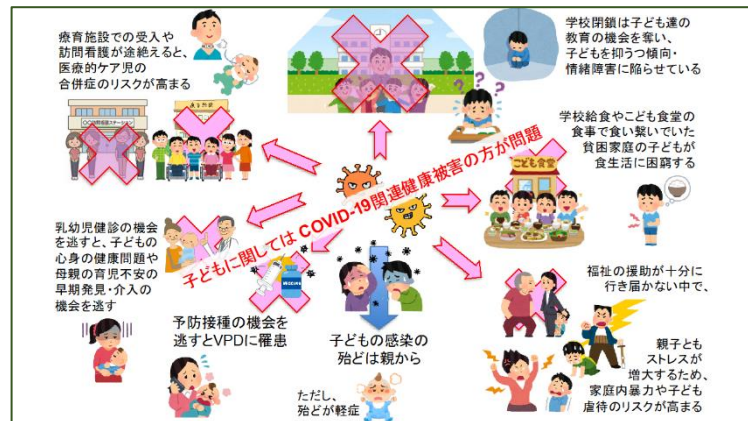 療育施設での受入や
訪問看護が途絶えると、
医療的ケア児の
合併症のリスクが高まる
学校閉鎖は子ども達の
教育の機会を奪い、
子どもを抑うつ傾向・
情緒障害に陥らせている
学校給食やこども食堂の
食事で食い繋いでいた
貧困家庭の子どもが
食生活に困窮する
こども食堂
子どもに関しては COVID-19関連健康被害の方が問題
乳幼児健診の機会
を逃すと、子どもの
心身の健康問題や
母親の育児不安の
早期発見・介入の
機会を逃す
予防接種の機会を
逃すとVPDに罹患
子どもの感染の
殆どは親から
ただし、
殆どが軽症
福祉の援助が十分に
行き届かない中で、
親子とも
ストレスが
増大するため、
家庭内暴力や子ども
虐待のリスクが高まる